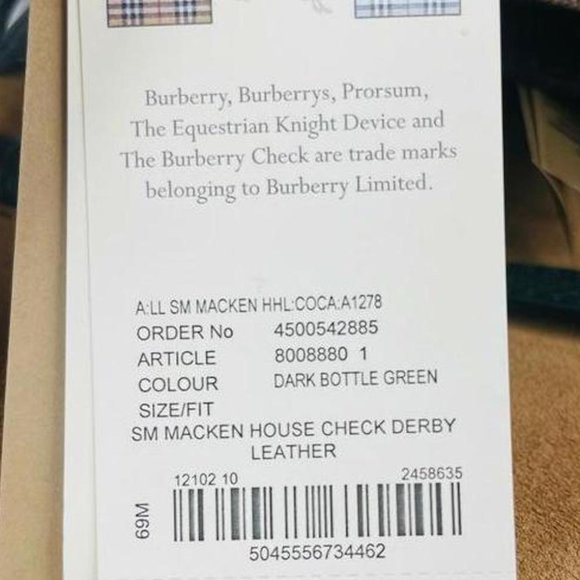 Burberry, Burberrys, Prorsum,
The Equestrian Knight Device and
The Burberry Check are trade marks
belonging to Burberry Limited.
A:LL SM MACKEN HHL:COCA:A1278
ORDER No 4500542885
ARTICLE 8008880 1
COLOUR DARK BOTTLE GREEN
SIZE/FIT
SM MACKEN HOUSE CHECK DERBY
LEATHER
12102 10 2458635
69M
5045556734462